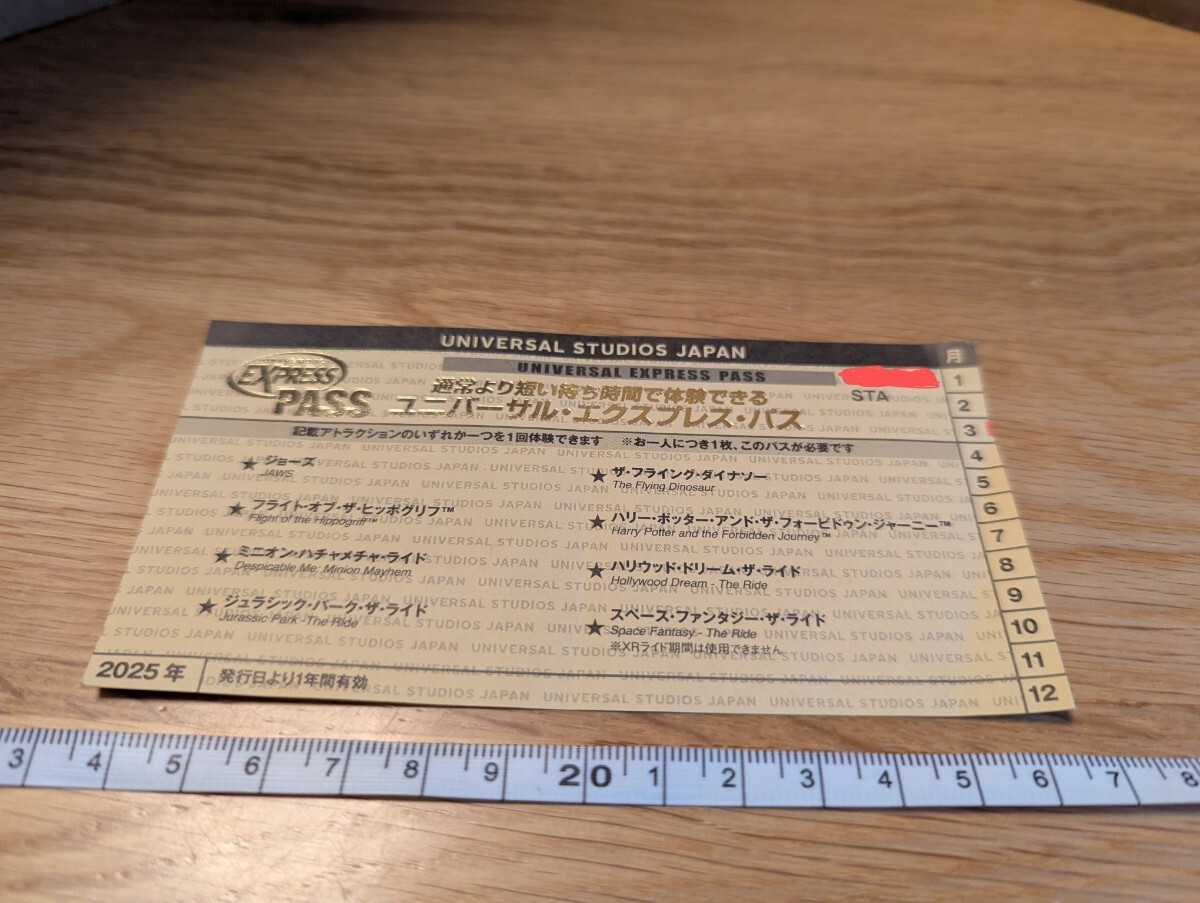 UNIVERSAL STUDIOS JAPAN
月
UNIVERSAL EXPRESS PASS
EXPRESS
PASS
通常より短い待ち時間で体験できる
ユニバーサル・エクスプレス・パス
STA
記載アトラクションのいずれか一つを1回体験できます ※お一人につき1枚、このパスが必要です
★ ジョーズ
JAWS
★ フライト・オブ・ザ・ヒッポグリフ™
Flight of the Hippogriff™
★ ミニオン・ハチャメチャ・ライド
Despicable Me: Minion Mayhem
★ ジュラシック・パーク・ザ・ライド
Jurassic Park -The Ride
★ ザ・フライング・ダイナソー
The Flying Dinosaur
★ ハリー・ポッター・アンド・ザ・フォービドゥン・ジャーニー™
Harry Potter and the Forbidden Journey™
★ ハリウッド・ドリーム・ザ・ライド
Hollywood Dream - The Ride
★ スペース・ファンタジー・ザ・ライド
Space Fantasy - The Ride
※XRライド期間は使用できません
1
2
3
4
5
6
7
8
9
10
11
12
2025年
発行日より1年間有効
3 4 5 6 7 8 9 20 1 2 3 4 5 6 7 8